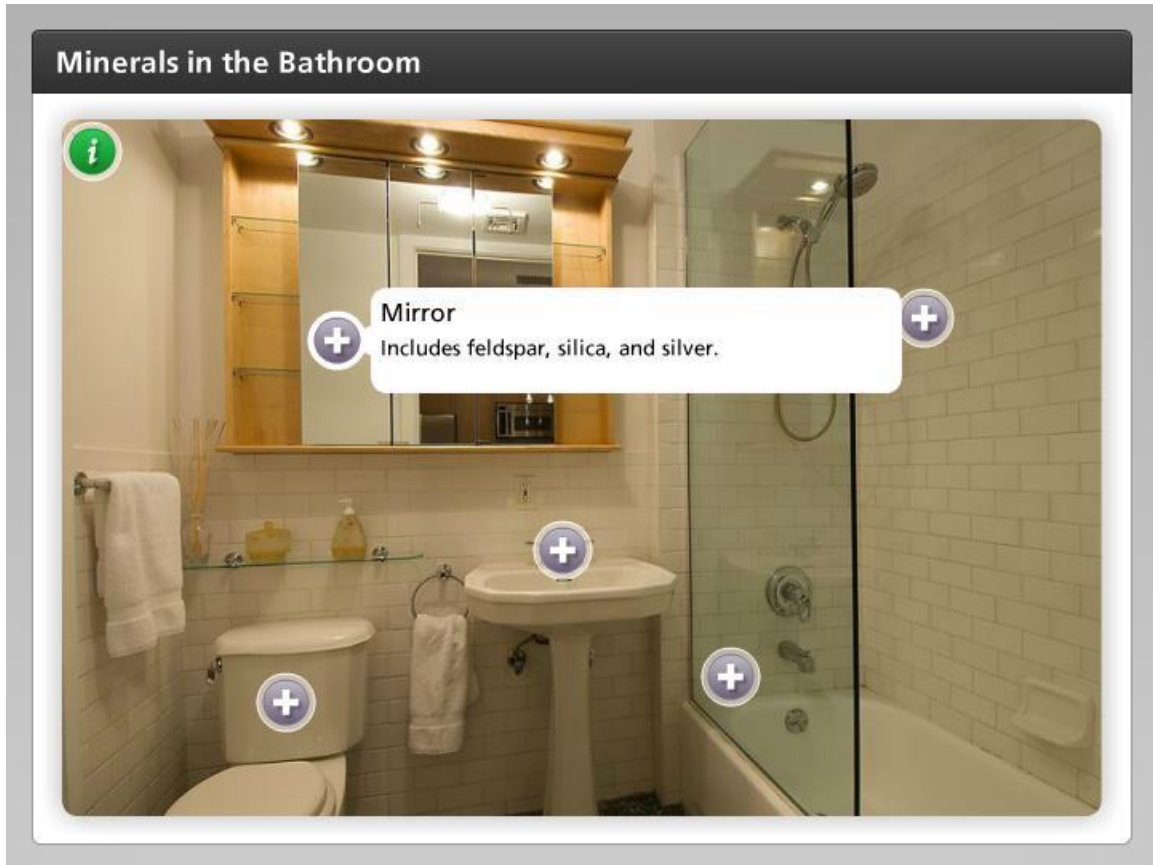 Minerals in the Bathroom
i
Mirror
Includes feldspar, silica, and silver.